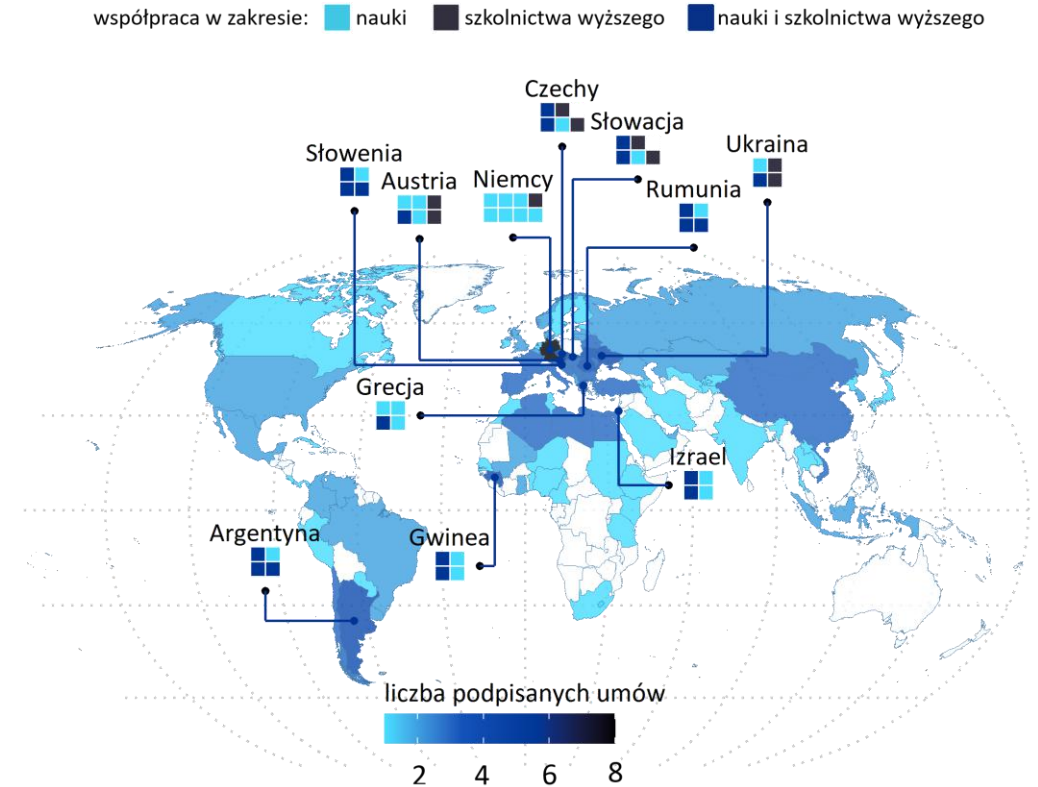 współpraca w zakresie: nauki szkolnictwa wyższego nauki i szkolnictwa wyższego
Czechy
Słowacja
Ukraina
Słowenia
Austria
Niemcy
Rumunia
Grecja
Izrael
Argentyna
Gwinea
liczba podpisanych umów
2 4 6 8